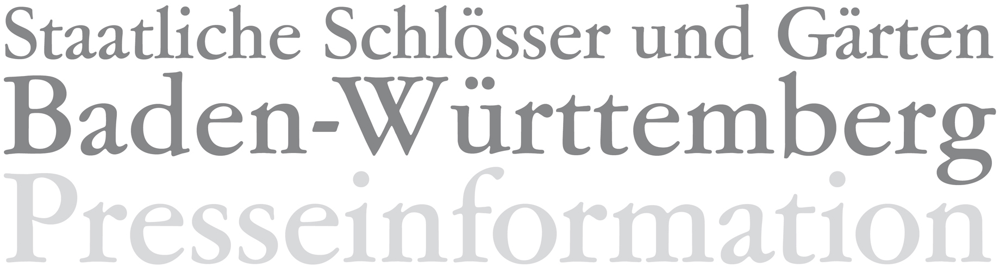 Staatliche Schlösser und Gärten
Baden-Württemberg
Presseinformation